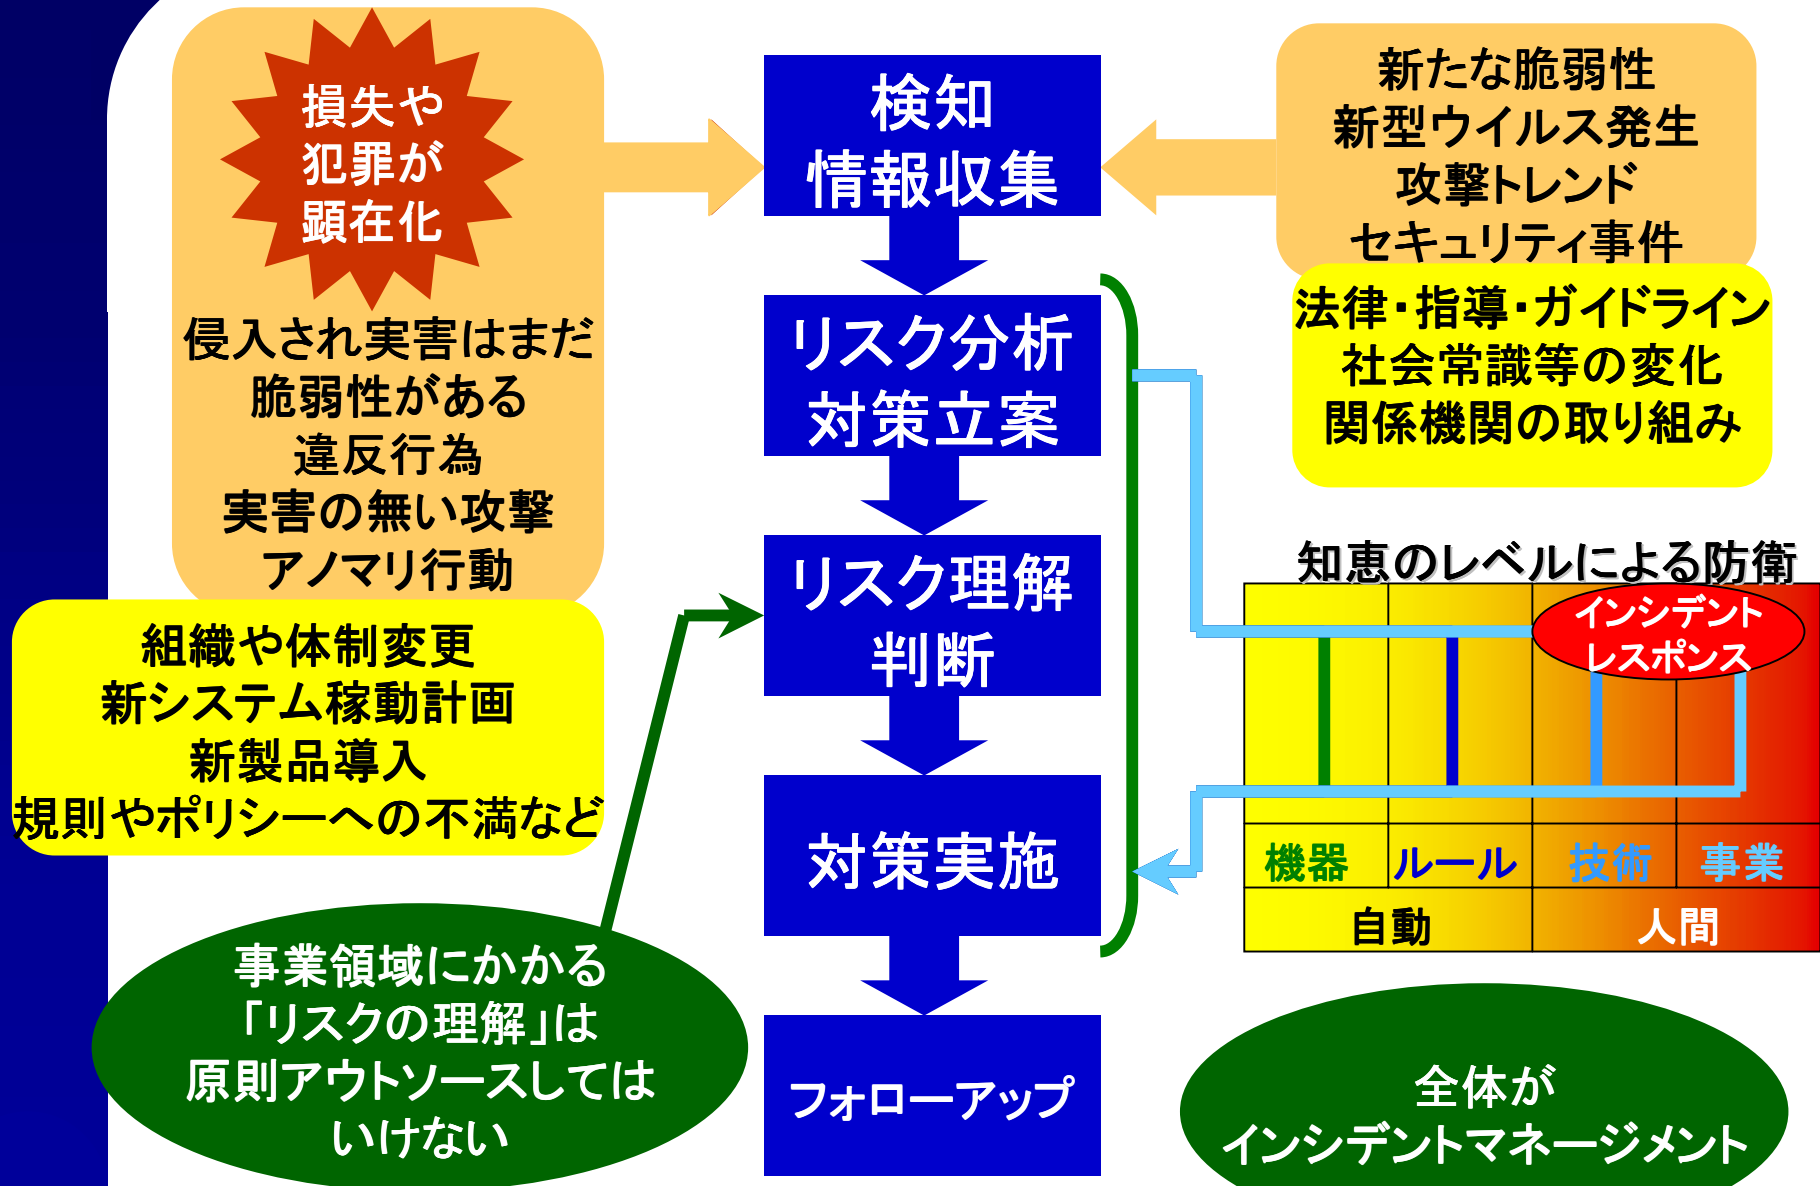 損失や
犯罪が
顕在化
侵入され実害はまだ
脆弱性がある
違反行為
実害の無い攻撃
アノマリ行動
組織や体制変更
新システム稼動計画
新製品導入
規則やポリシーへの不満など
事業領域にかかる
「リスクの理解」は
原則アウトソースしては
いけない
検知
情報収集
リスク分析
対策立案
リスク理解
判断
対策実施
フォローアップ
新たな脆弱性
新型ウイルス発生
攻撃トレンド
セキュリティ事件
法律・指導・ガイドライン
社会常識等の変化
関係機関の取り組み
知恵のレベルによる防衛
インシデント
レスポンス
機器 ルール 技術 事業
自動 人間
全体が
インシデントマネージメント